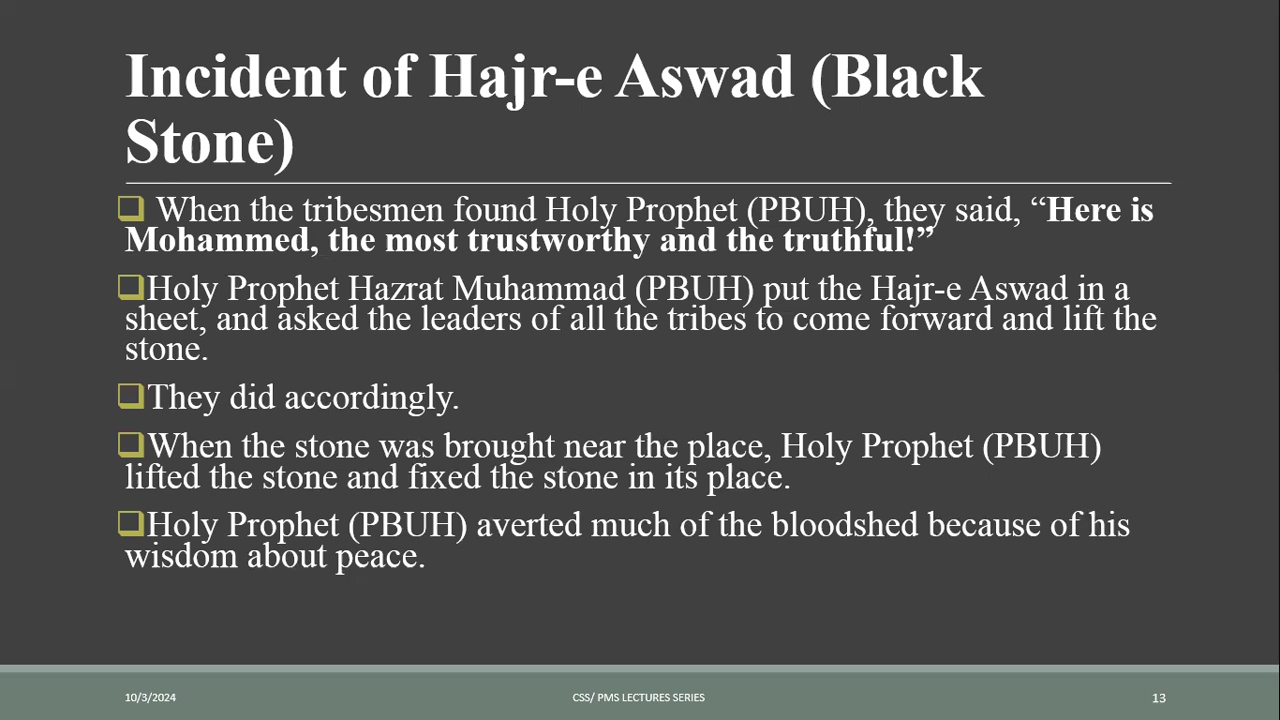 Incident of Hajr-e Aswad (Black
Stone)
When the tribesmen found Holy Prophet (PBUH), they said, “Here is
Mohammed, the most trustworthy and the truthful!”
Holy Prophet Hazrat Muhammad (PBUH) put the Hajr-e Aswad in a
sheet, and asked the leaders of all the tribes to come forward and lift the
stone.
They did accordingly.
When the stone was brought near the place, Holy Prophet (PBUH)
lifted the stone and fixed the stone in its place.
Holy Prophet (PBUH) averted much of the bloodshed because of his
wisdom about peace.
10/3/2024
CSS/ PMS LECTURES SERIES
13